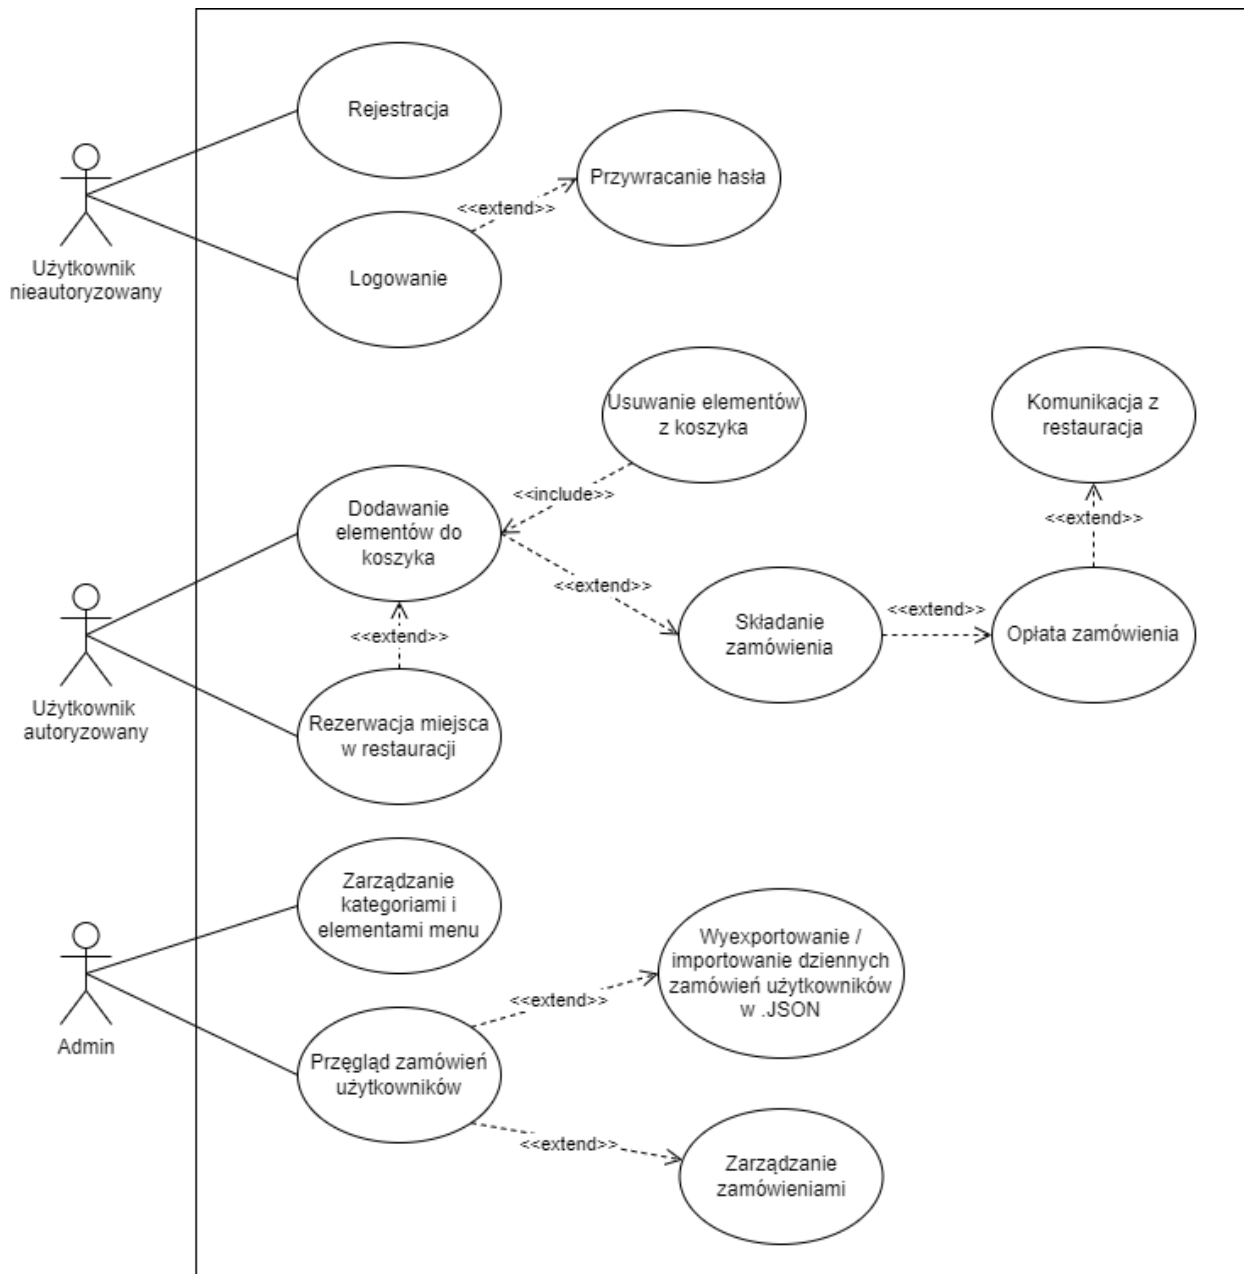 Rejestracja
Przywracanie hasła
<<extend>>
Użytkownik
nieautoryzowany
Logowanie
Usuwanie elementów
z koszyka
Komunikacja z
restauracja
<<include>>
Dodawanie
elementów do
koszyka
<<extend>>
<<extend>>
<<extend>>
<<extend>>
Składanie
zamówienia
Opłata zamówienia
Użytkownik
autoryzowany
Rezerwacja miejsca
w restauracji
Zarządzanie
kategoriami i
elementami menu
Wyexportowanie /
importowanie dziennych
zamówień użytkowników
w .JSON
<<extend>>
Admin
Przęgląd zamówień
użytkowników
<<extend>>
Zarządzanie
zamówieniami